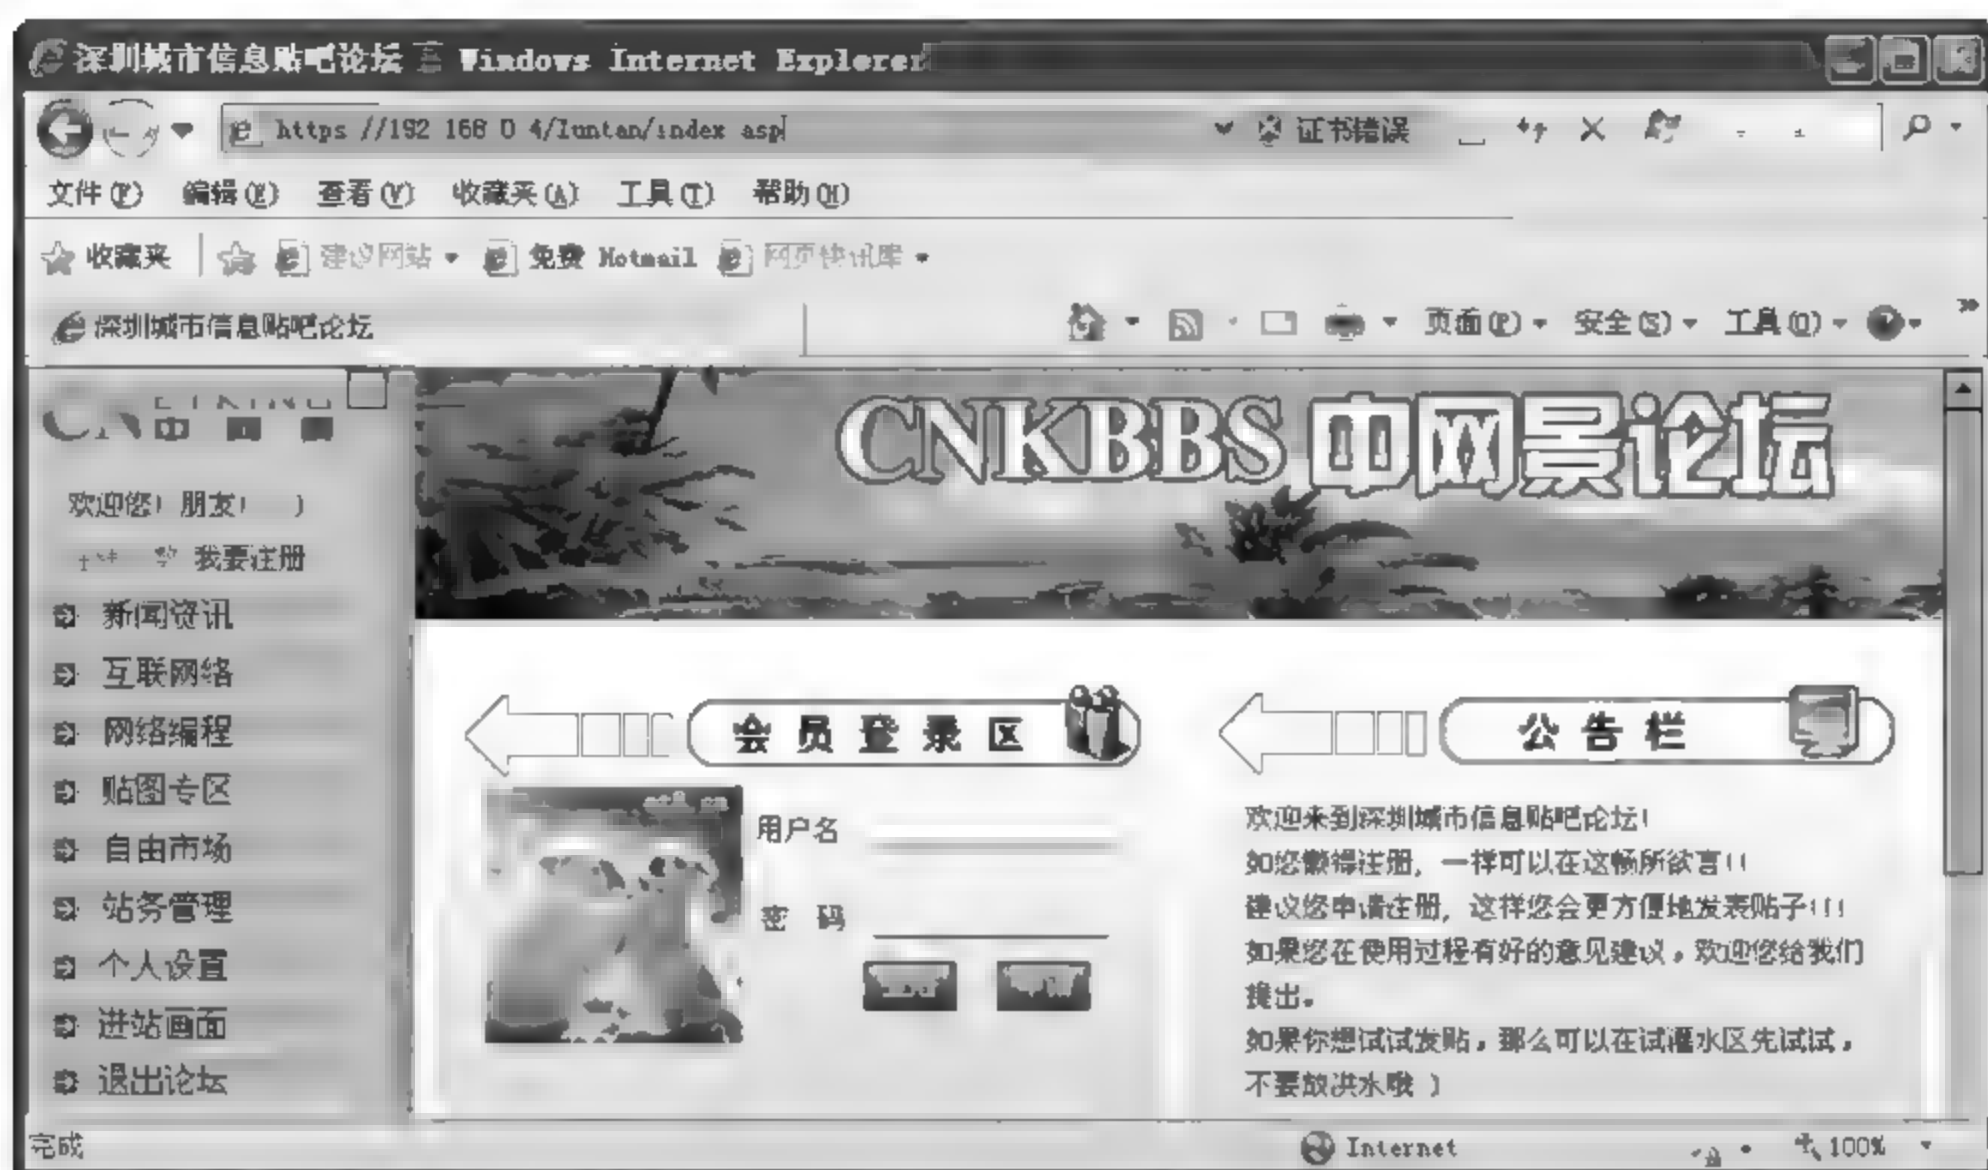 深圳城市信息贴吧论坛 Windows Internet Explorer
https //192 168 0 4/luntan/index asp 证书错误
文件(F) 编辑(E) 查看(V) 收藏夹(A) 工具(T) 帮助(H)
收藏夹 建议网站 免费 Hotmail 网页快讯库
深圳城市信息贴吧论坛 页面(P) 安全(S) 工具(O) »
CNKBBS 中网景论坛
欢迎您! 朋友! )
我要注册
新闻资讯
互联网络
网络编程
贴图专区
自由市场
站务管理
个人设置
进站画面
退出论坛
会员登录区
用户名
密 码
公告栏
欢迎来到深圳城市信息贴吧论坛!
如您懒得注册, 一样可以在这畅所欲言!!
建议您申请注册, 这样您会更方便地发表贴子!!!
如果您在使用过程有好的意见建议, 欢迎您给我们
提出。
如果你想试试发贴, 那么可以在试灌水区先试试,
不要放洪水哦 )
完成 Internet 100%